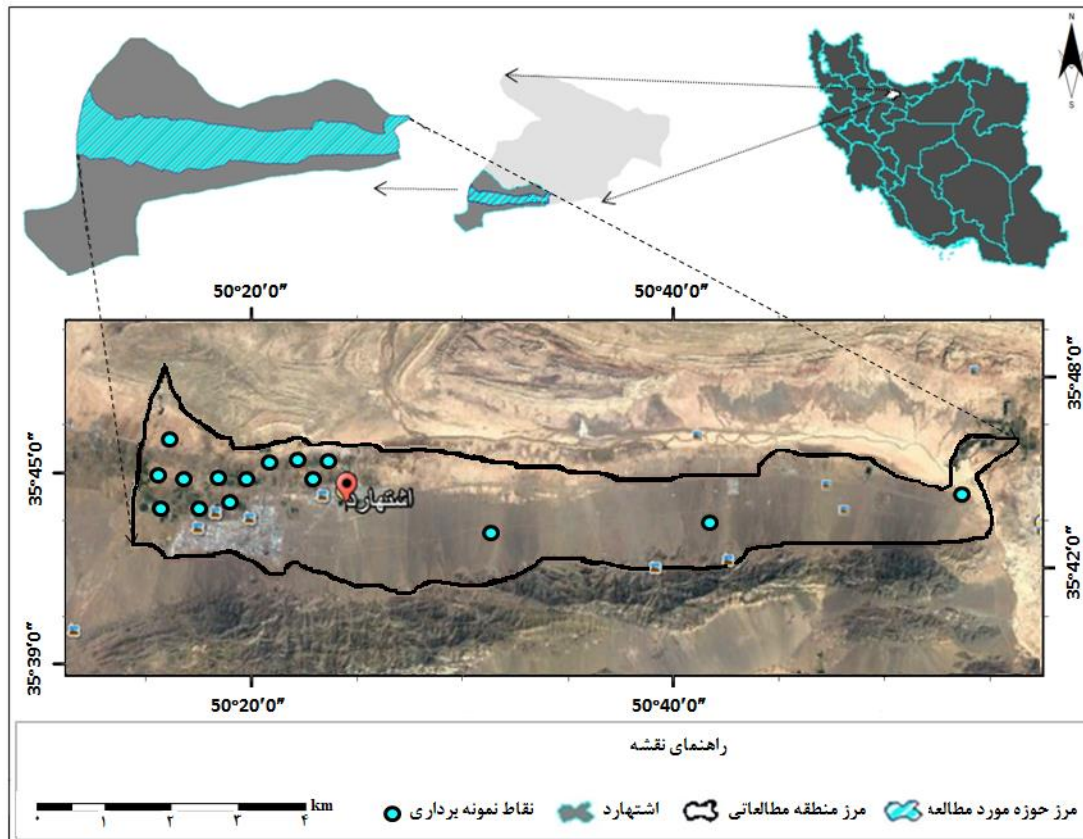 N
S
50°20'0" 50°40'0"
35°48'0"
35°45'0"
اشتهارد
35°42'0"
35°39'0"
50°20'0" 50°40'0"
راهنمای نقشه
مرز حوزه مورد مطالعه مرز منطقه مطالعاتی اشتهارد نقاط نمونه برداری
km
۰ ۱ ۲ ۳ ۴